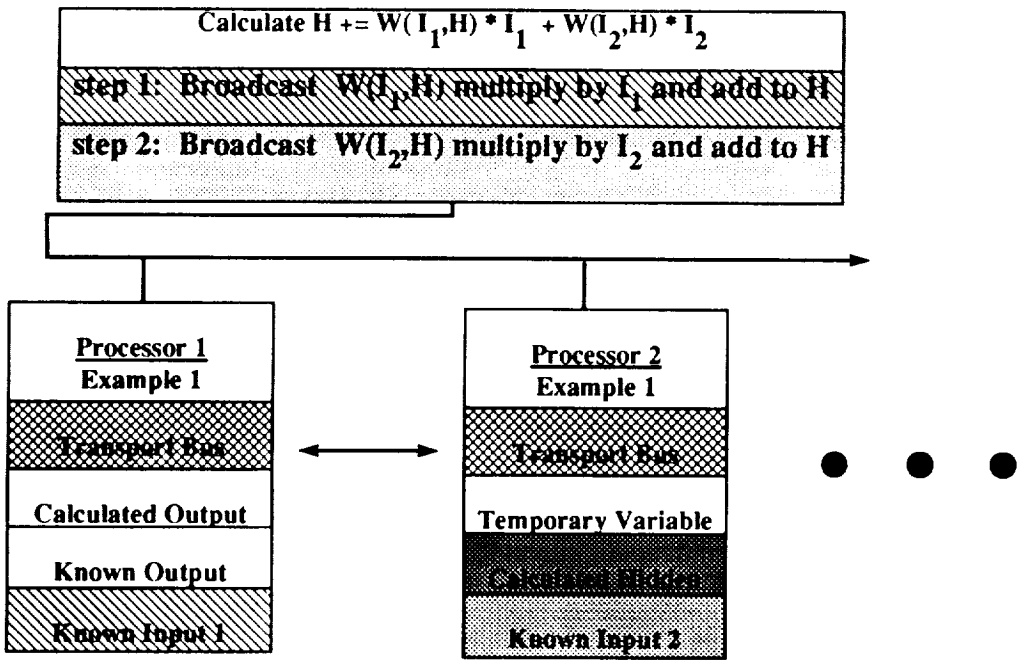 Calculate H += W( I₁,H) * I₁ + W(I₂,H) * I₂
step 1: Broadcast W(I₁,H) multiply by I₁ and add to H
step 2: Broadcast W(I₂,H) multiply by I₂ and add to H
Processor 1
Example 1
Transport Bus
Calculated Output
Known Output
Known Input 1
Processor 2
Example 1
Transport Bus
Temporary Variable
Calculated Hidden
Known Input 2